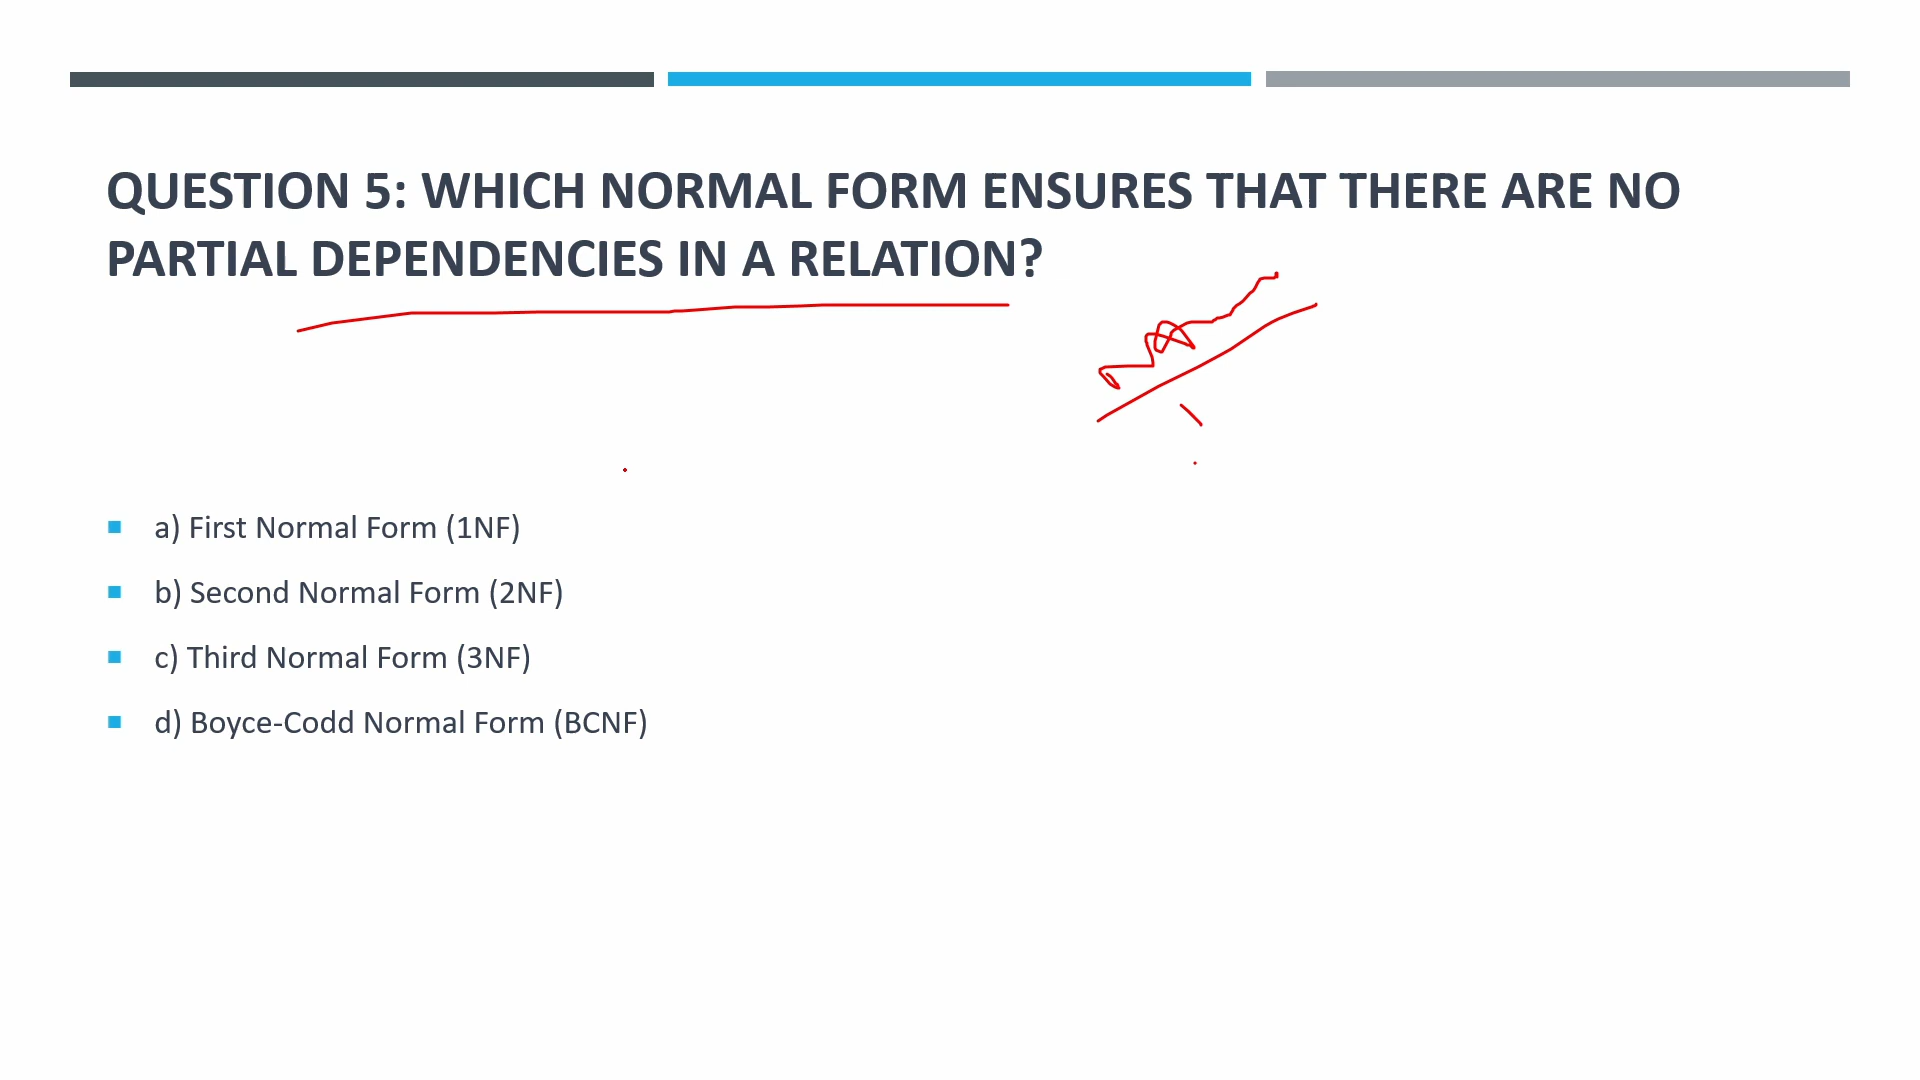 QUESTION 5: WHICH NORMAL FORM ENSURES THAT THERE ARE NO
PARTIAL DEPENDENCIES IN A RELATION?
a) First Normal Form (1NF)
b) Second Normal Form (2NF)
c) Third Normal Form (3NF)
d) Boyce-Codd Normal Form (BCNF)